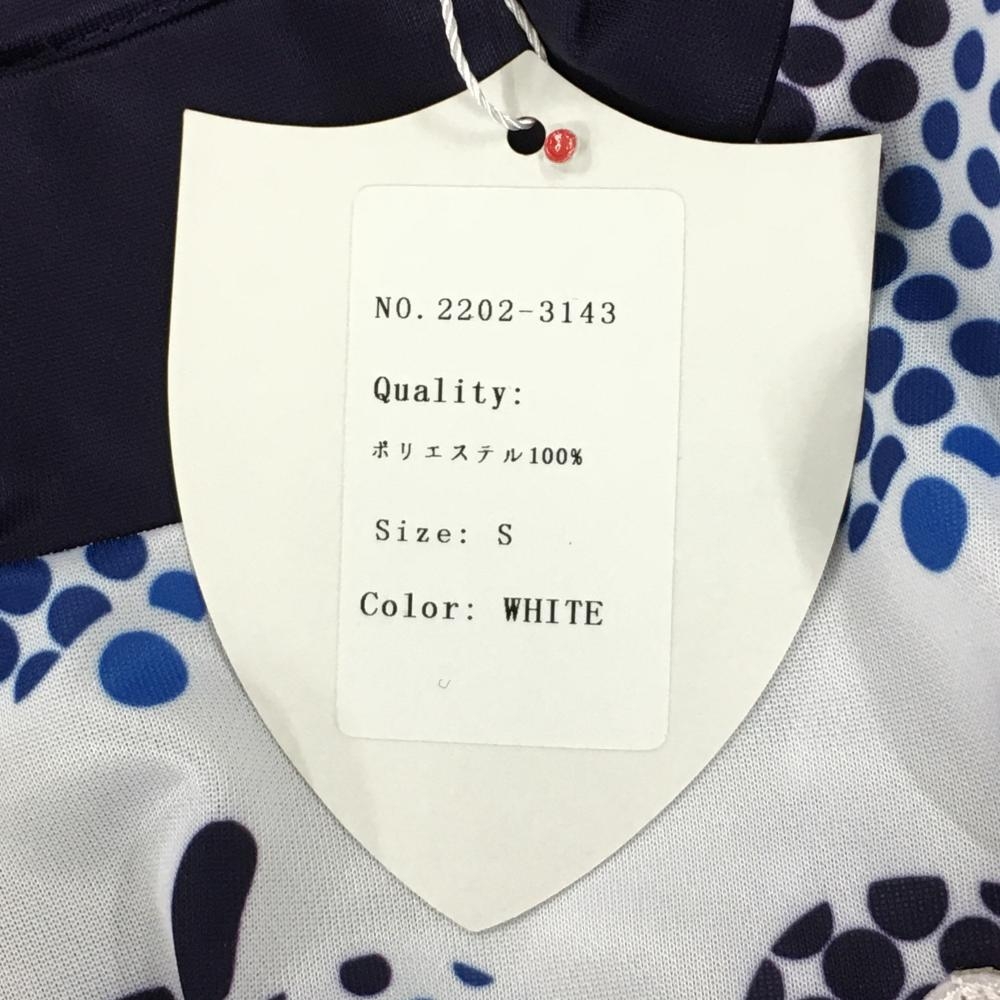 NO. 2202-3143
Quality:
ポリエステル100%
Size: S
Color: WHITE